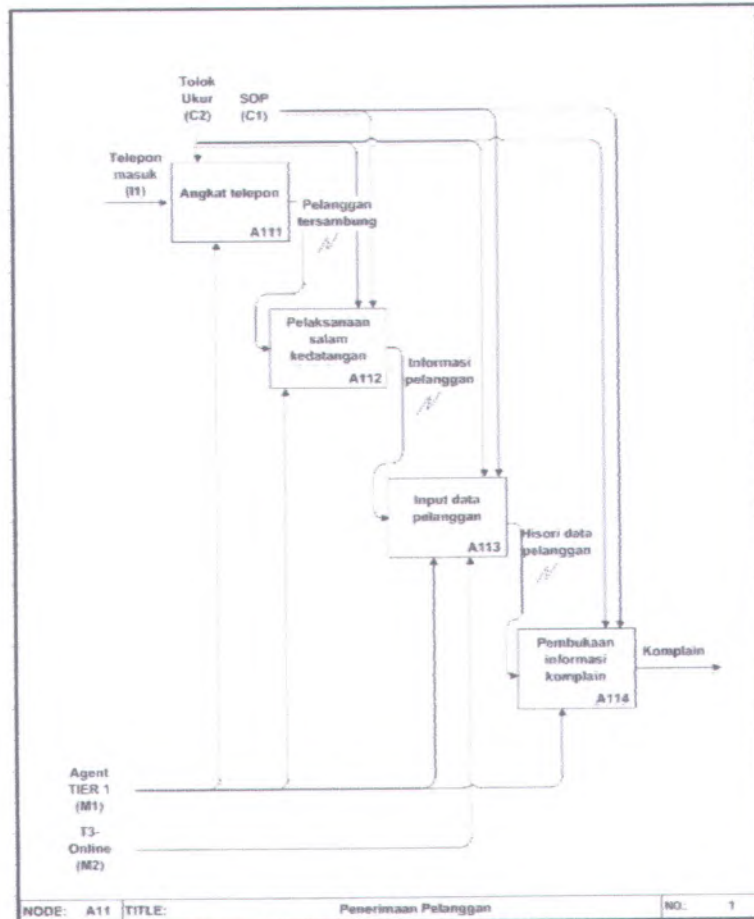 Tolok
Ukur
(C2)
SOP
(C1)
Telepon
masuk
(I1)
Angkat telepon
A111
Pelanggan
tersambung
Pelaksanaan
salam
kedatangan
A112
Informasi
pelanggan
Input data
pelanggan
A113
Hisori data
pelanggan
Pembukaan
informasi
komplain
A114
Komplain
Agent
TIER 1
(M1)
T3-
Online
(M2)
NODE: A11 TITLE: Penerimaan Pelanggan NO.: 1